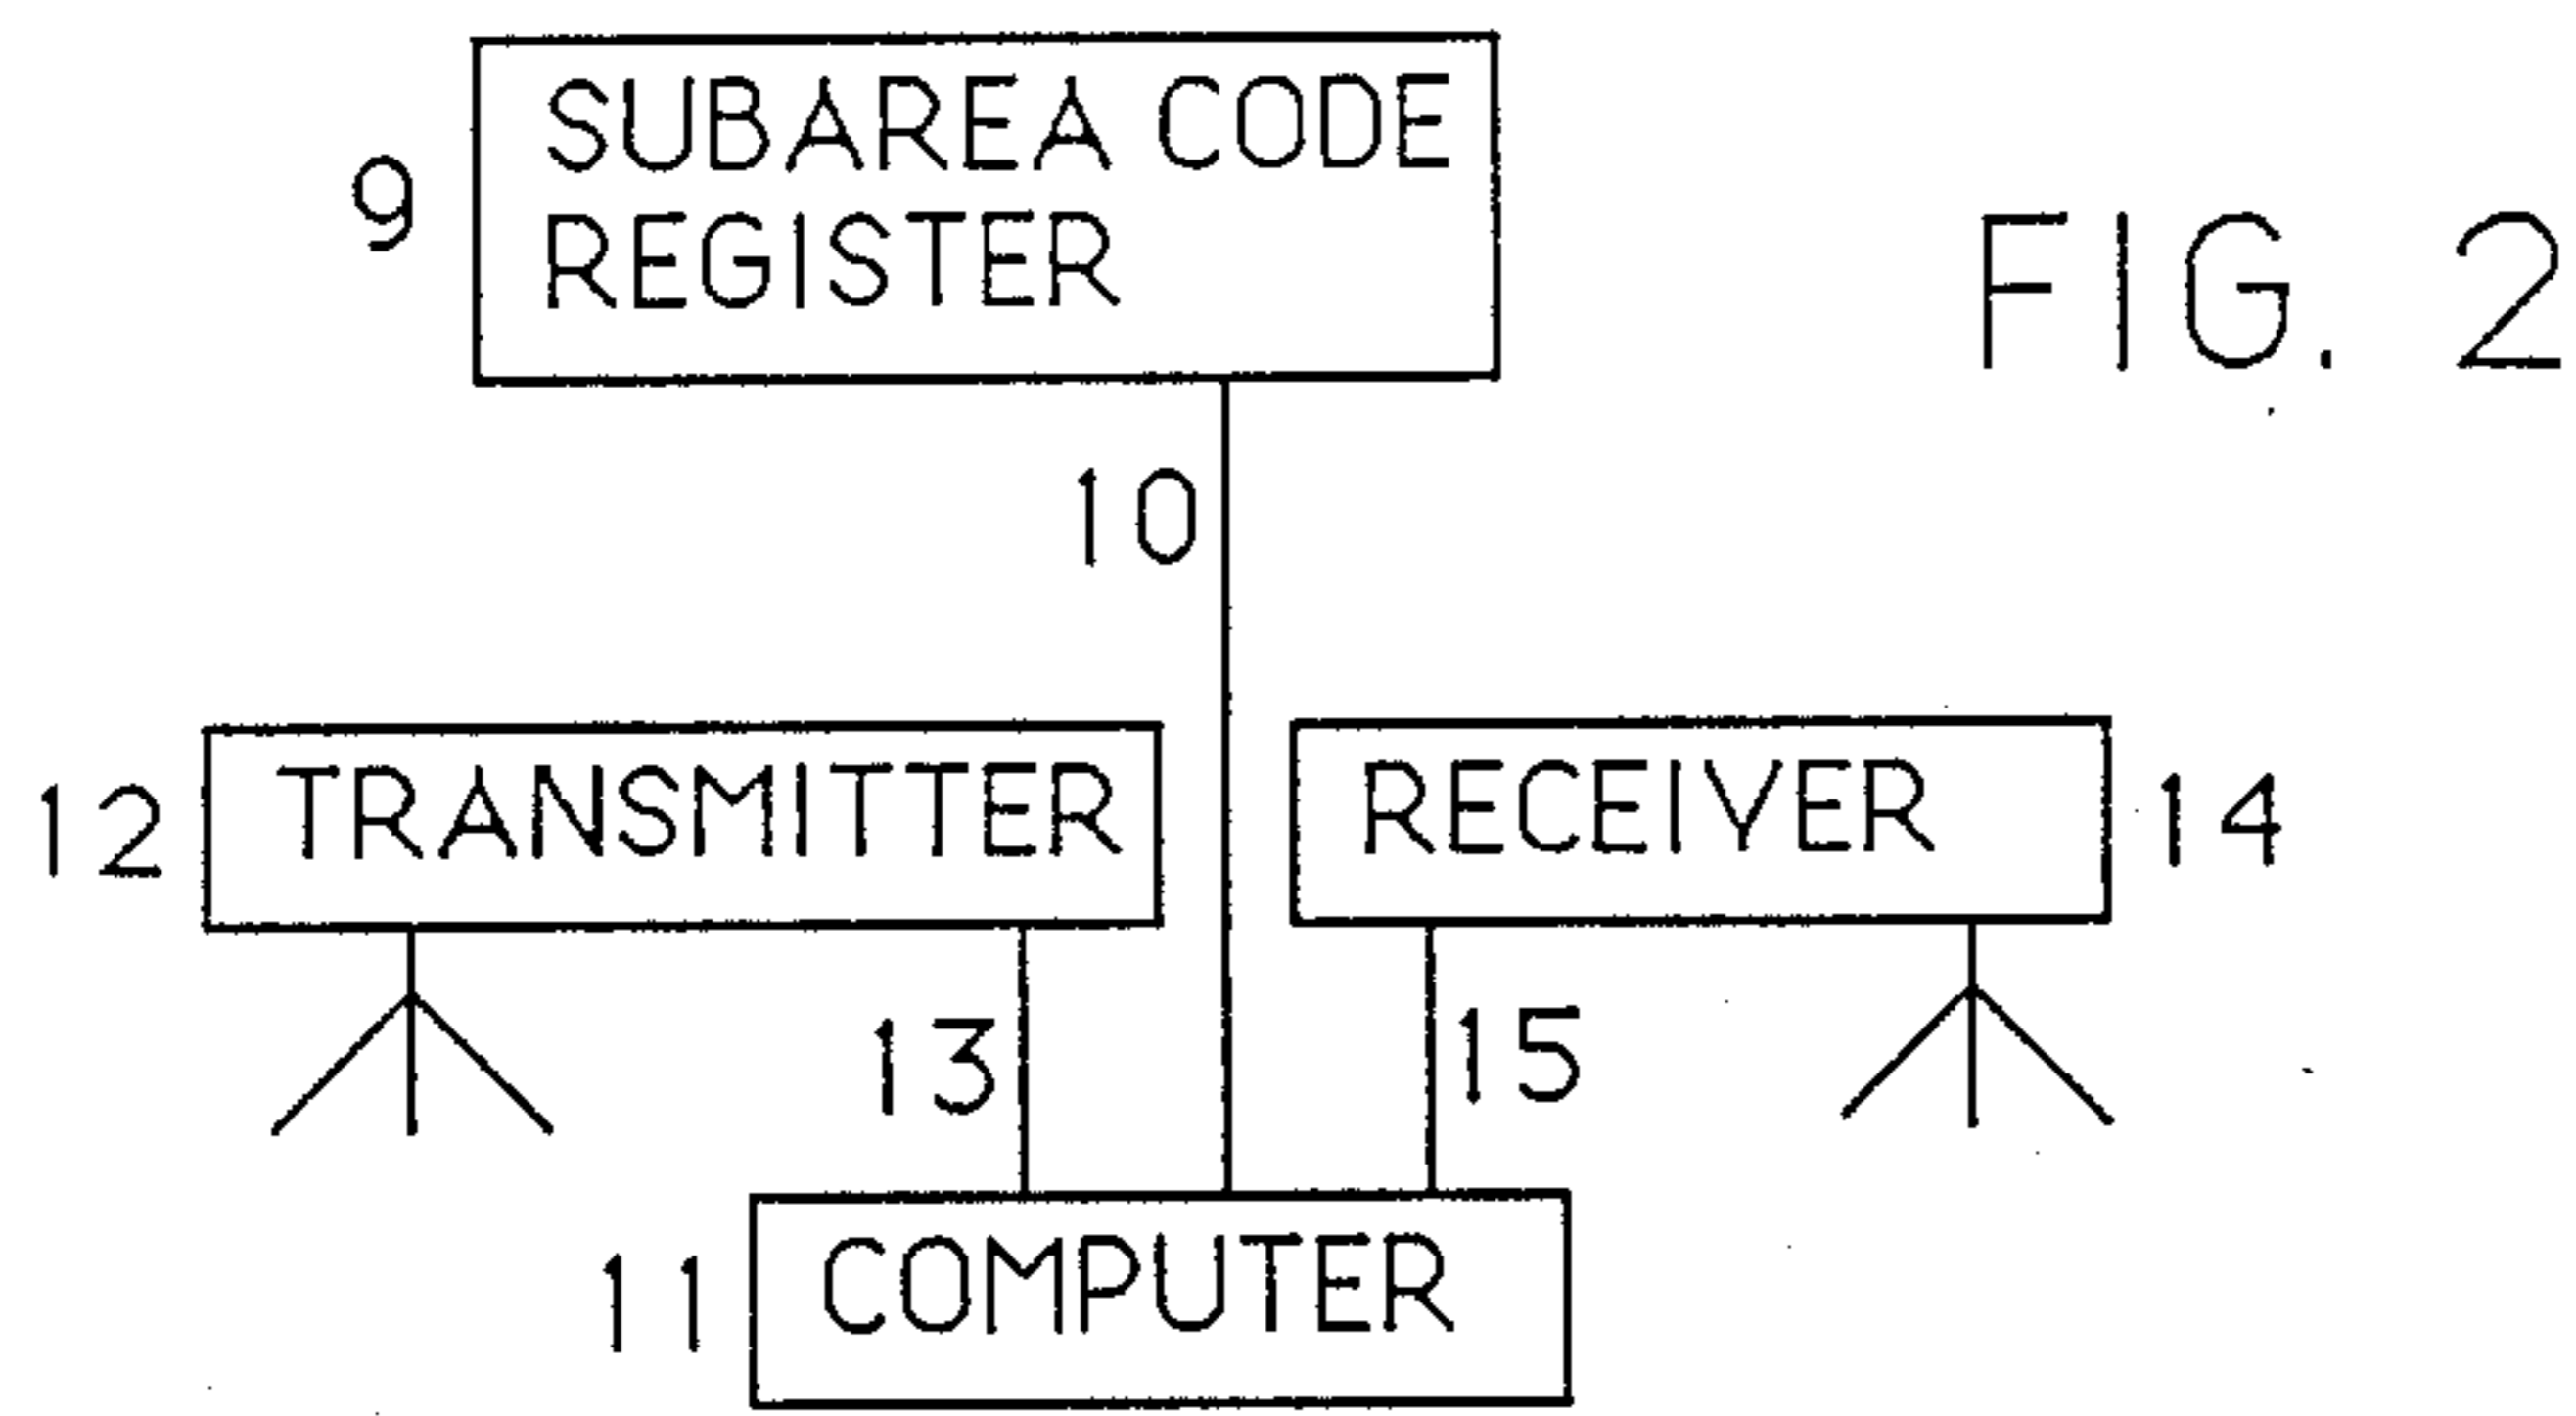 SUBAREA CODE
REGISTER
9
FIG. 2
10
12
TRANSMITTER
RECEIVER
14
13
15
11
COMPUTER